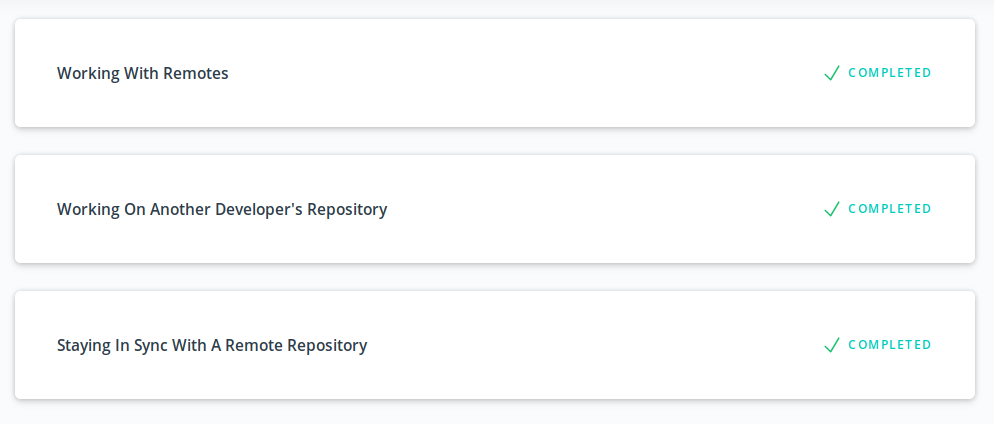 Working With Remotes
COMPLETED
Working On Another Developer's Repository
COMPLETED
Staying In Sync With A Remote Repository
COMPLETED